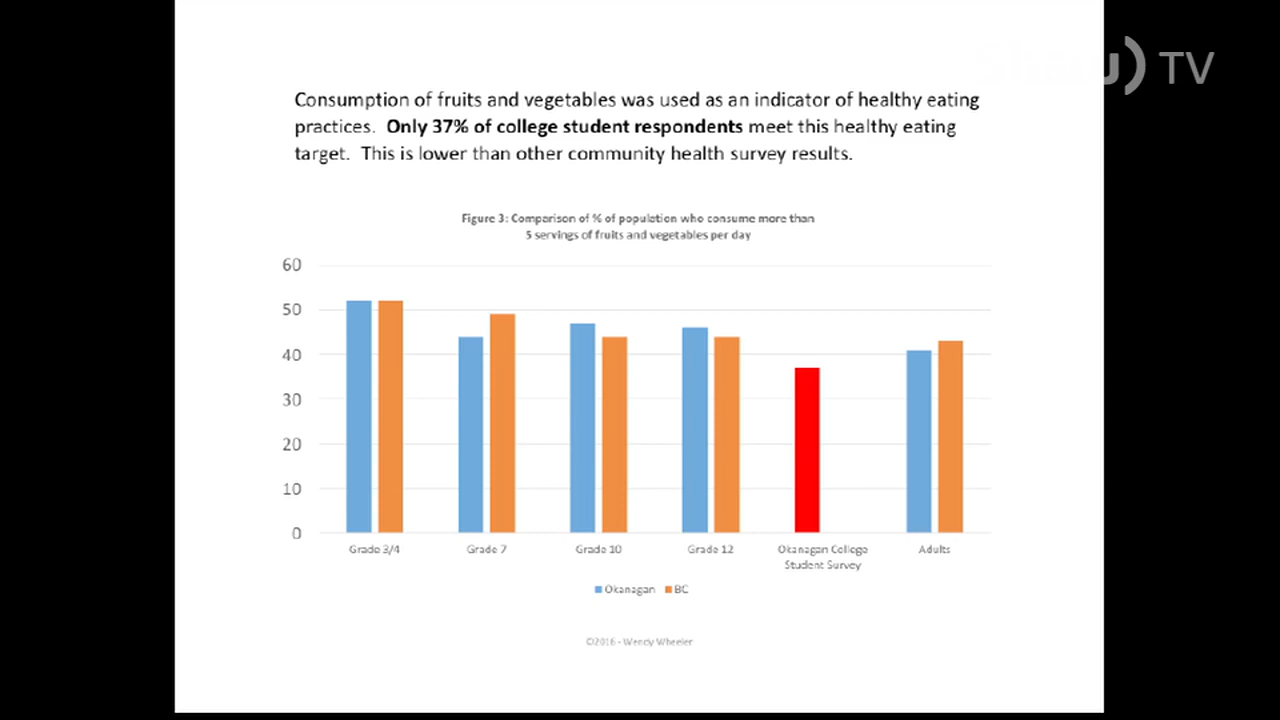 TV
Consumption of fruits and vegetables was used as an indicator of healthy eating
practices. Only 37% of college student respondents meet this healthy eating
target. This is lower than other community health survey results.
Figure 3: Comparison of % of population who consume more than
5 servings of fruits and vegetables per day
60
50
40
30
20
10
0
Grade 3/4 Grade 7 Grade 10 Grade 12 Okanagan College Adults
Student Survey
Okanagan BC
©2016 - Wendy Wheeler